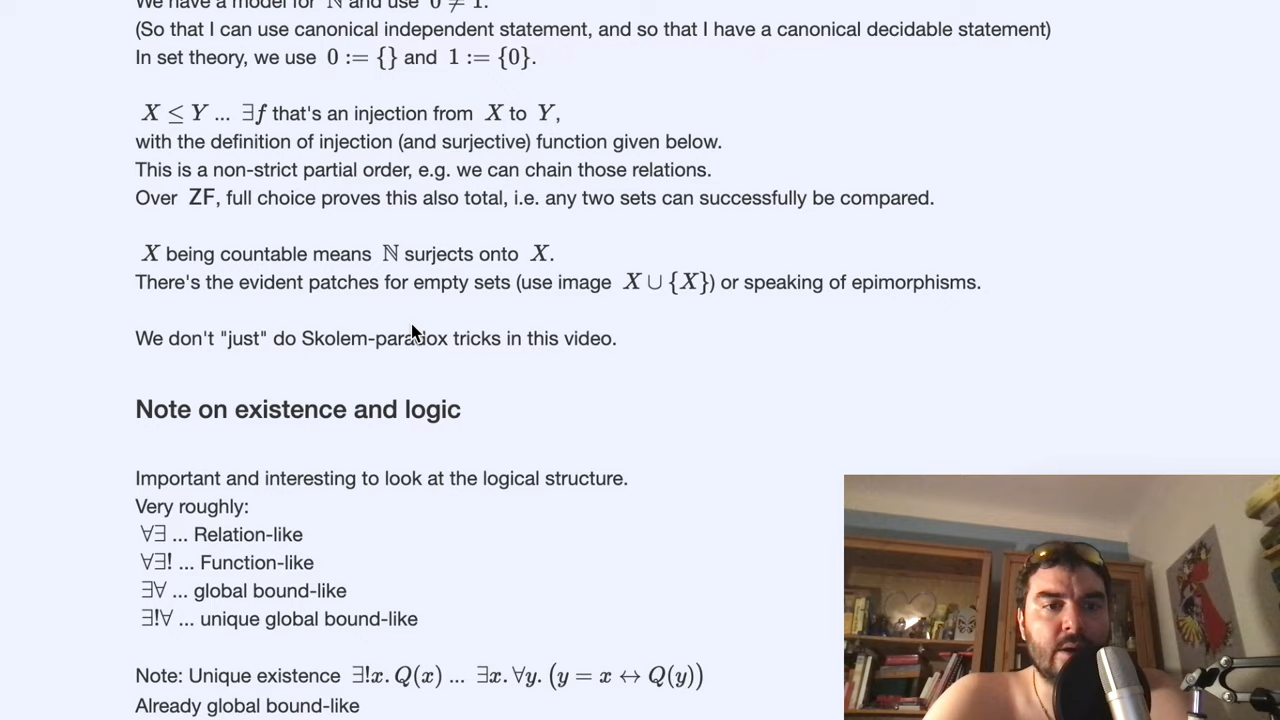 We have a model for ℕ and use 0 ≠ 1.
(So that I can use canonical independent statement, and so that I have a canonical decidable statement)
In set theory, we use 0 := {} and 1 := {0}.
X ≤ Y ... ∃f that's an injection from X to Y,
with the definition of injection (and surjective) function given below.
This is a non-strict partial order, e.g. we can chain those relations.
Over ZF, full choice proves this also total, i.e. any two sets can successfully be compared.
X being countable means ℕ surjects onto X.
There's the evident patches for empty sets (use image X ∪ {X}) or speaking of epimorphisms.
We don't "just" do Skolem-paradox tricks in this video.
Note on existence and logic
Important and interesting to look at the logical structure.
Very roughly:
∀∃ ... Relation-like
∀∃! ... Function-like
∃∀ ... global bound-like
∃!∀ ... unique global bound-like
Note: Unique existence ∃!x. Q(x) ... ∃x. ∀y. (y = x ↔ Q(y))
Already global bound-like